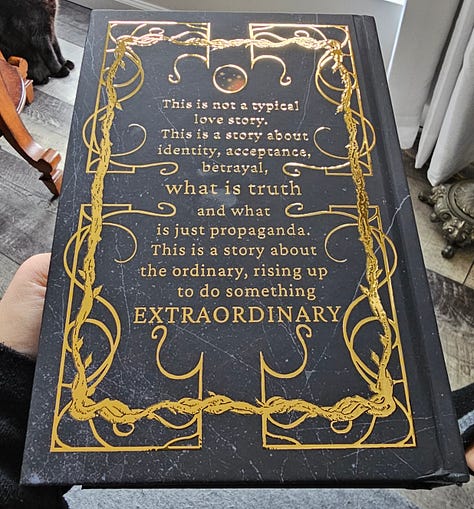 This is not a typical
love story.
This is a story about
identity, acceptance,
betrayal,
what is truth
and what
is just propaganda.
This is a story about
the ordinary, rising up
to do something
EXTRAORDINARY